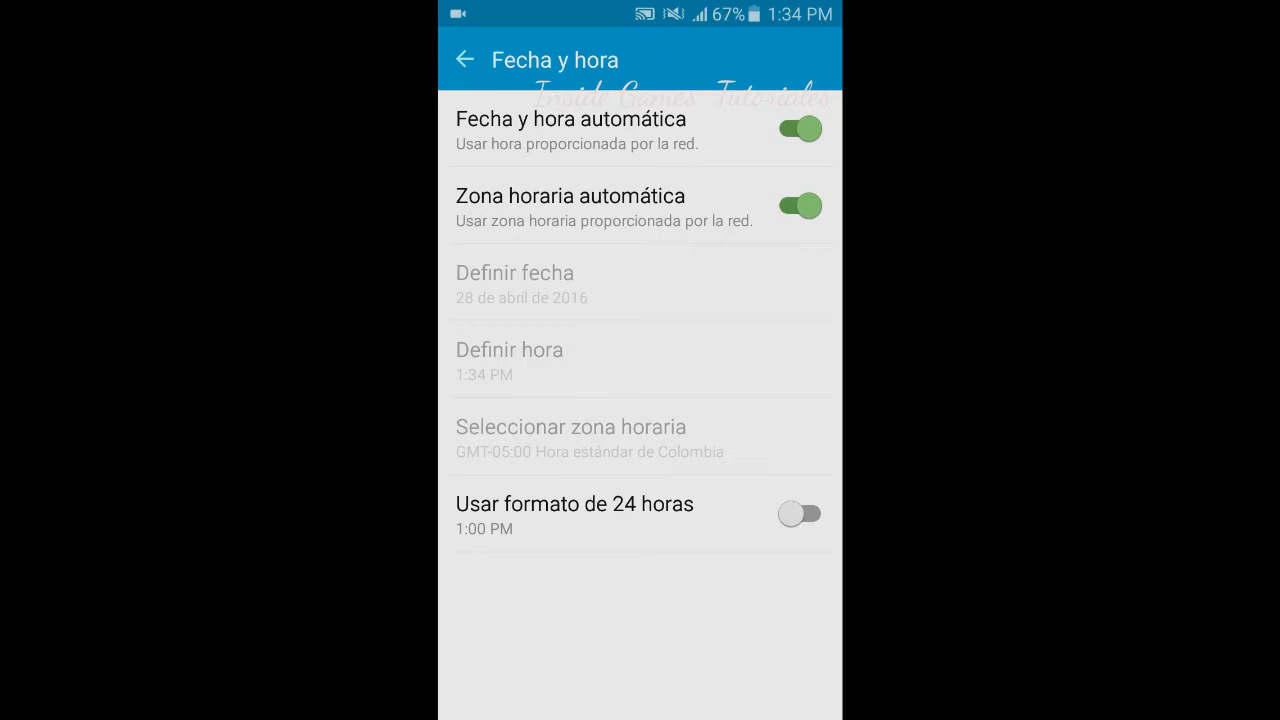 67% 1:34 PM
Fecha y hora
Inside Games Tutoriales
Fecha y hora automática
Usar hora proporcionada por la red.
Zona horaria automática
Usar zona horaria proporcionada por la red.
Definir fecha
28 de abril de 2016
Definir hora
1:34 PM
Seleccionar zona horaria
GMT-05:00 Hora estándar de Colombia
Usar formato de 24 horas
1:00 PM